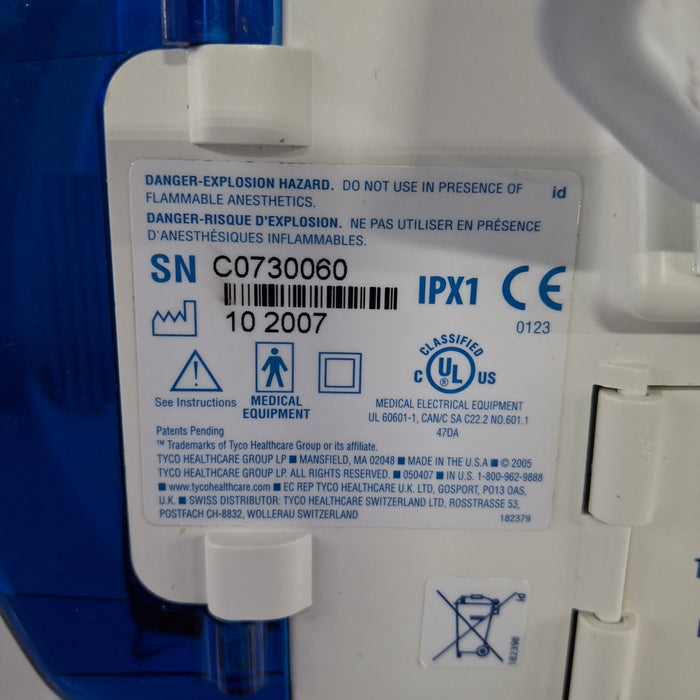 DANGER-EXPLOSION HAZARD. DO NOT USE IN PRESENCE OF id
FLAMMABLE ANESTHETICS.
DANGER-RISQUE D'EXPLOSION. NE PAS UTILISER EN PRÉSENCE
D'ANESTHÉSIQUES INFLAMMABLES.
SN C0730060
10 2007
IPX1 CE
0123
See Instructions
MEDICAL
EQUIPMENT
CLASSIFIED
C UL ® US
MEDICAL ELECTRICAL EQUIPMENT
UL 60601-1, CAN/C SA C22.2 NO.601.1
47DA
Patents Pending
™ Trademarks of Tyco Healthcare Group or its affiliate.
TYCO HEALTHCARE GROUP LP ■ MANSFIELD, MA 02048 ■ MADE IN THE U.S.A ■ © 2005
TYCO HEALTHCARE GROUP LP. ALL RIGHTS RESERVED. ■ 050407 ■ IN U.S. 1-800-962-9888
■ www.tycohealthcare.com ■ EC REP TYCO HEALTHCARE U.K. LTD, GOSPORT, PO13 0AS,
U.K. ■ SWISS DISTRIBUTOR: TYCO HEALTHCARE SWITZERLAND LTD, ROSSTRASSE 53,
POSTFACH CH-8832, WOLLERAU SWITZERLAND
182379
id
182398